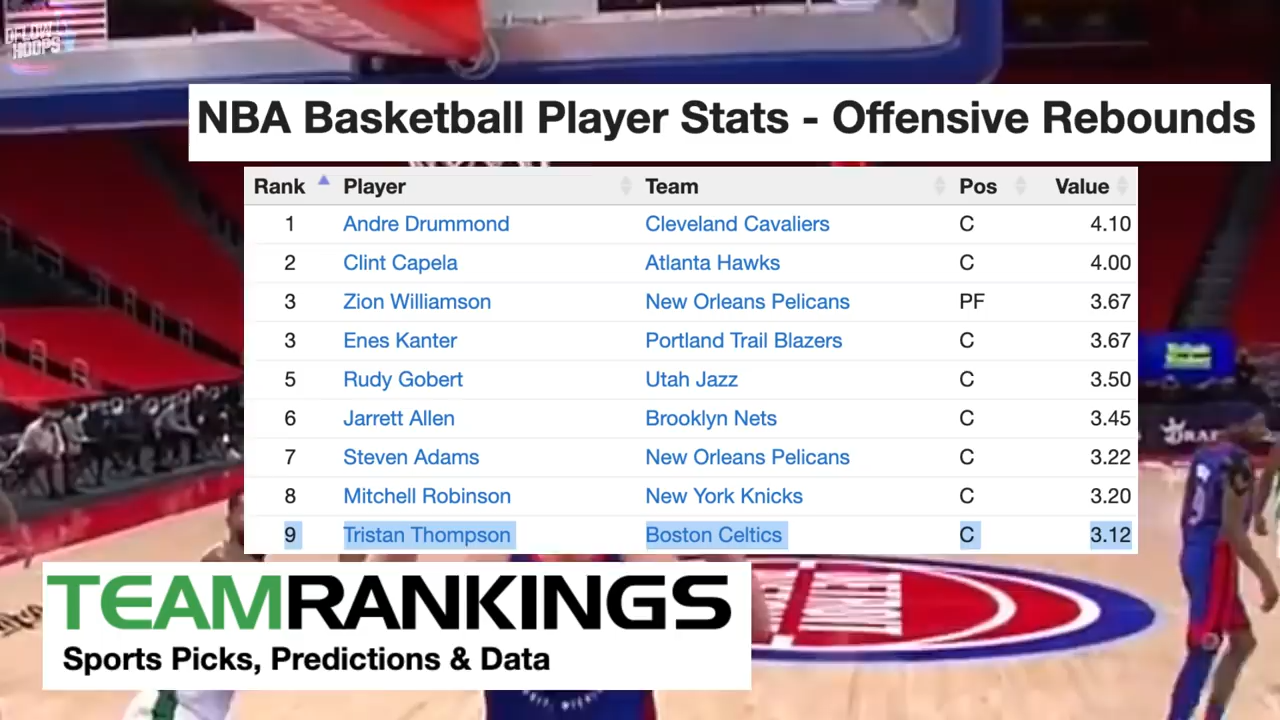 DFLOW
HOOPS
NBA Basketball Player Stats - Offensive Rebounds
Rank Player Team Pos Value
1 Andre Drummond Cleveland Cavaliers C 4.10
2 Clint Capela Atlanta Hawks C 4.00
3 Zion Williamson New Orleans Pelicans PF 3.67
3 Enes Kanter Portland Trail Blazers C 3.67
5 Rudy Gobert Utah Jazz C 3.50
6 Jarrett Allen Brooklyn Nets C 3.45
7 Steven Adams New Orleans Pelicans C 3.22
8 Mitchell Robinson New York Knicks C 3.20
9 Tristan Thompson Boston Celtics C 3.12
TEAMRANKINGS
Sports Picks, Predictions & Data